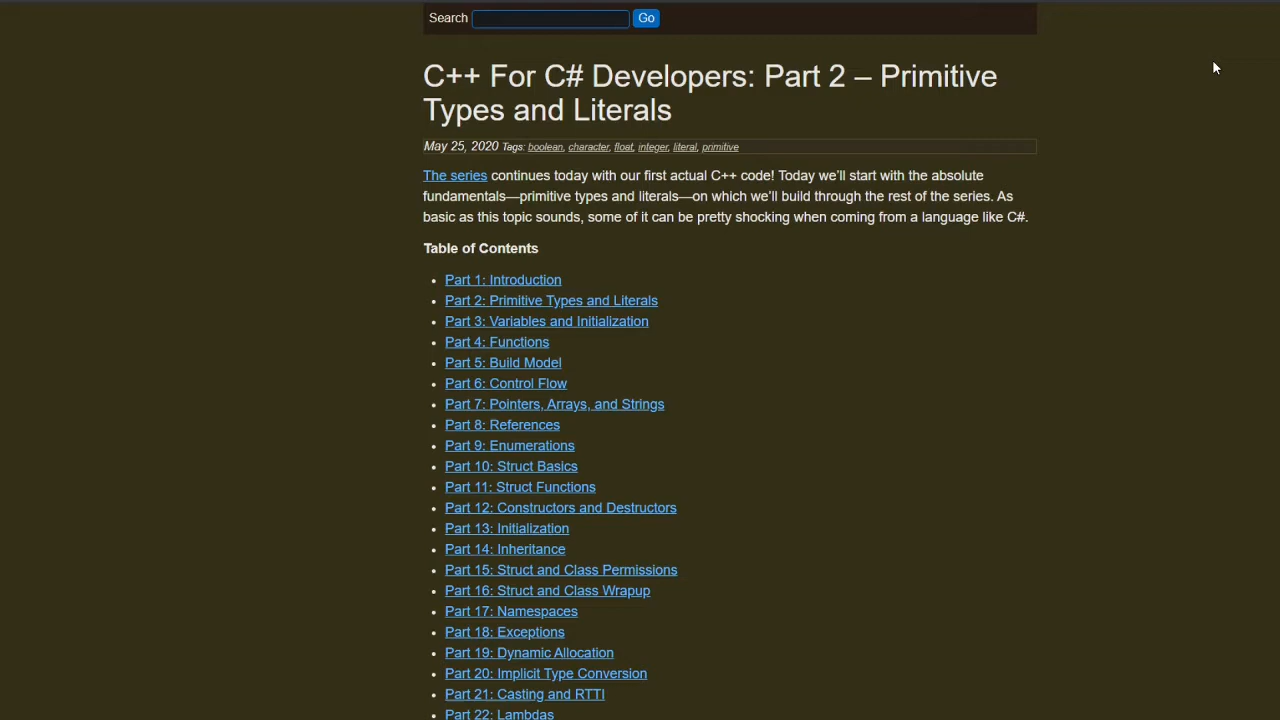 Search Go
C++ For C# Developers: Part 2 – Primitive
Types and Literals
May 25, 2020 Tags: boolean, character, float, integer, literal, primitive
The series continues today with our first actual C++ code! Today we’ll start with the absolute
fundamentals—primitive types and literals—on which we’ll build through the rest of the series. As
basic as this topic sounds, some of it can be pretty shocking when coming from a language like C#.
Table of Contents
Part 1: Introduction
Part 2: Primitive Types and Literals
Part 3: Variables and Initialization
Part 4: Functions
Part 5: Build Model
Part 6: Control Flow
Part 7: Pointers, Arrays, and Strings
Part 8: References
Part 9: Enumerations
Part 10: Struct Basics
Part 11: Struct Functions
Part 12: Constructors and Destructors
Part 13: Initialization
Part 14: Inheritance
Part 15: Struct and Class Permissions
Part 16: Struct and Class Wrapup
Part 17: Namespaces
Part 18: Exceptions
Part 19: Dynamic Allocation
Part 20: Implicit Type Conversion
Part 21: Casting and RTTI
Part 22: Lambdas